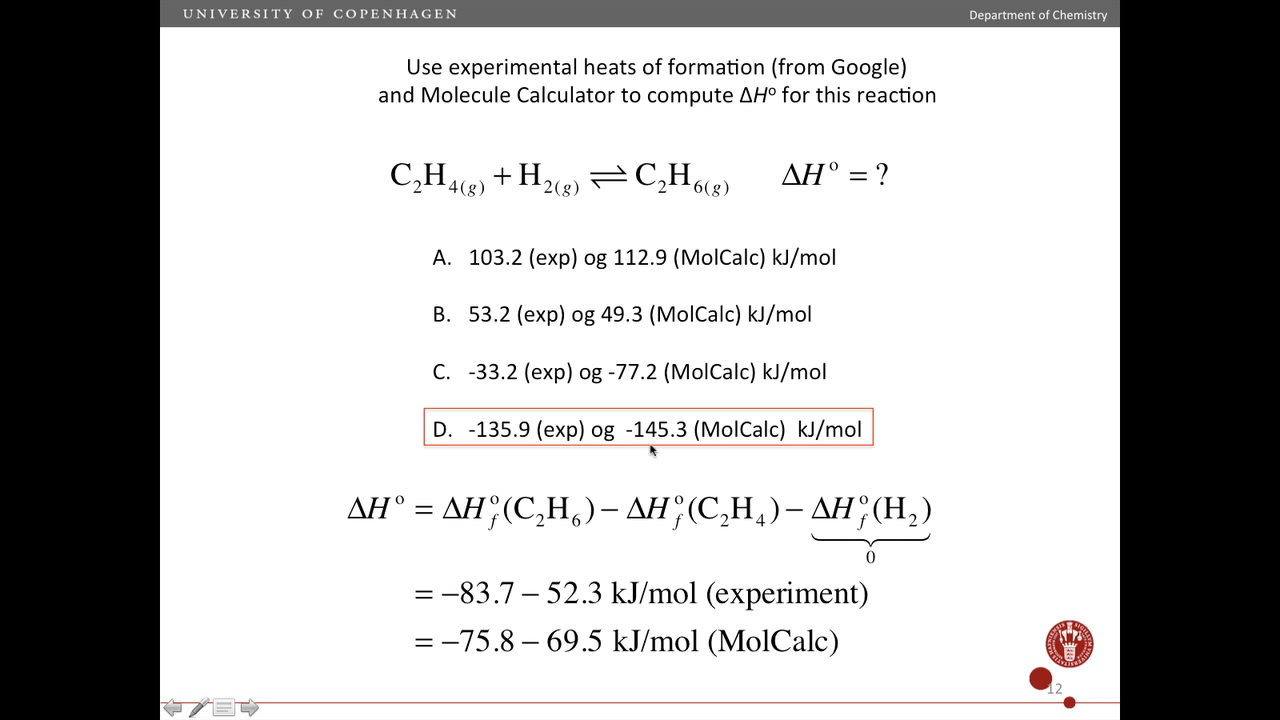 UNIVERSITY OF COPENHAGEN
Department of Chemistry
Use experimental heats of formation (from Google)
and Molecule Calculator to compute ΔHᵒ for this reaction
C₂H₄₍g₎ + H₂₍g₎ ⇌ C₂H₆₍g₎ ΔHᵒ = ?
A. 103.2 (exp) og 112.9 (MolCalc) kJ/mol
B. 53.2 (exp) og 49.3 (MolCalc) kJ/mol
C. -33.2 (exp) og -77.2 (MolCalc) kJ/mol
D. -135.9 (exp) og -145.3 (MolCalc) kJ/mol
ΔHᵒ = ΔH_fᵒ(C₂H₆) − ΔH_fᵒ(C₂H₄) − ΔH_fᵒ(H₂)
0
= −83.7 − 52.3 kJ/mol (experiment)
= −75.8 − 69.5 kJ/mol (MolCalc)
12